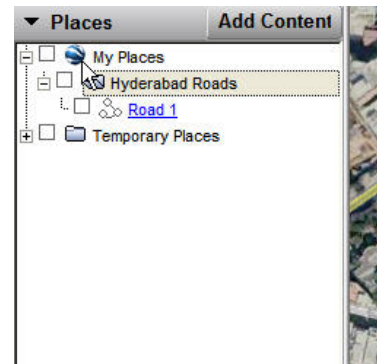 Places Add Content
My Places
Hyderabad Roads
Road 1
Temporary Places